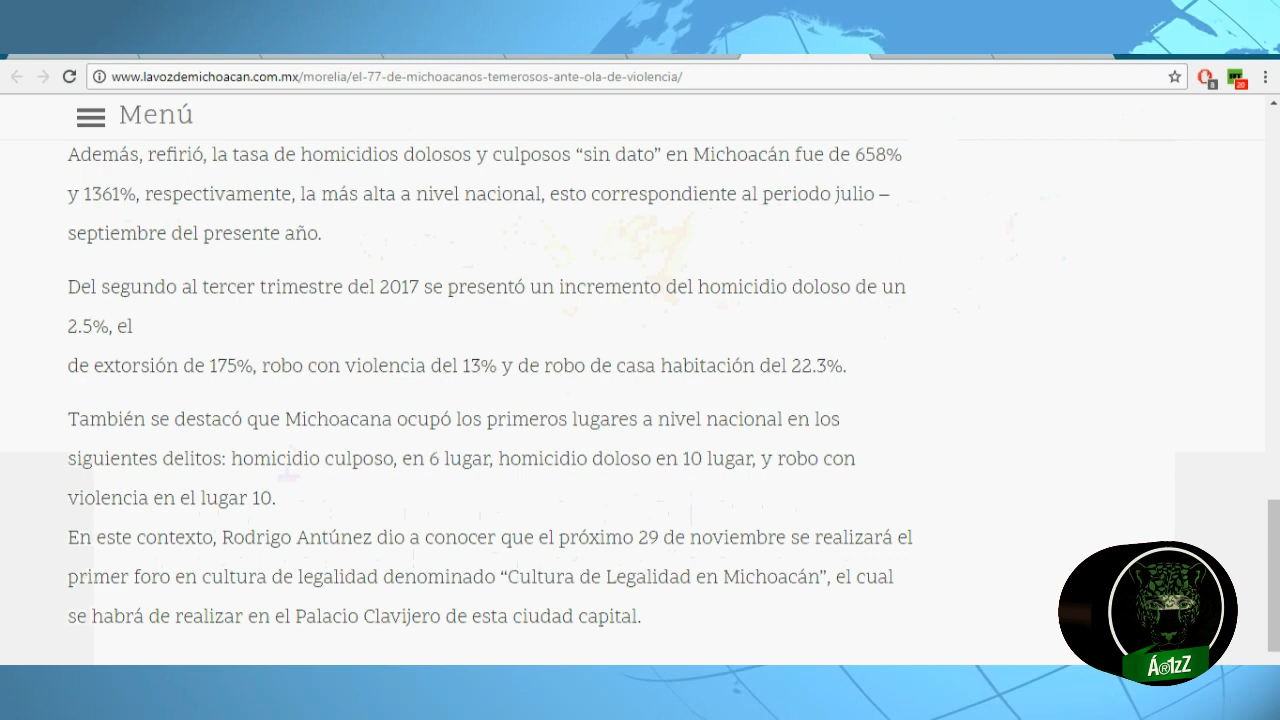 www.lavozdemichoacan.com.mx/morelia/el-77-de-michoacanos-temerosos-ante-ola-de-violencia/
8
20
Menú
Además, refirió, la tasa de homicidios dolosos y culposos “sin dato” en Michoacán fue de 658%
y 1361%, respectivamente, la más alta a nivel nacional, esto correspondiente al periodo julio –
septiembre del presente año.
Del segundo al tercer trimestre del 2017 se presentó un incremento del homicidio doloso de un
2.5%, el
de extorsión de 175%, robo con violencia del 13% y de robo de casa habitación del 22.3%.
También se destacó que Michoacana ocupó los primeros lugares a nivel nacional en los
siguientes delitos: homicidio culposo, en 6 lugar, homicidio doloso en 10 lugar, y robo con
violencia en el lugar 10.
En este contexto, Rodrigo Antúnez dio a conocer que el próximo 29 de noviembre se realizará el
primer foro en cultura de legalidad denominado “Cultura de Legalidad en Michoacán”, el cual
se habrá de realizar en el Palacio Clavijero de esta ciudad capital.
Á®1zZ